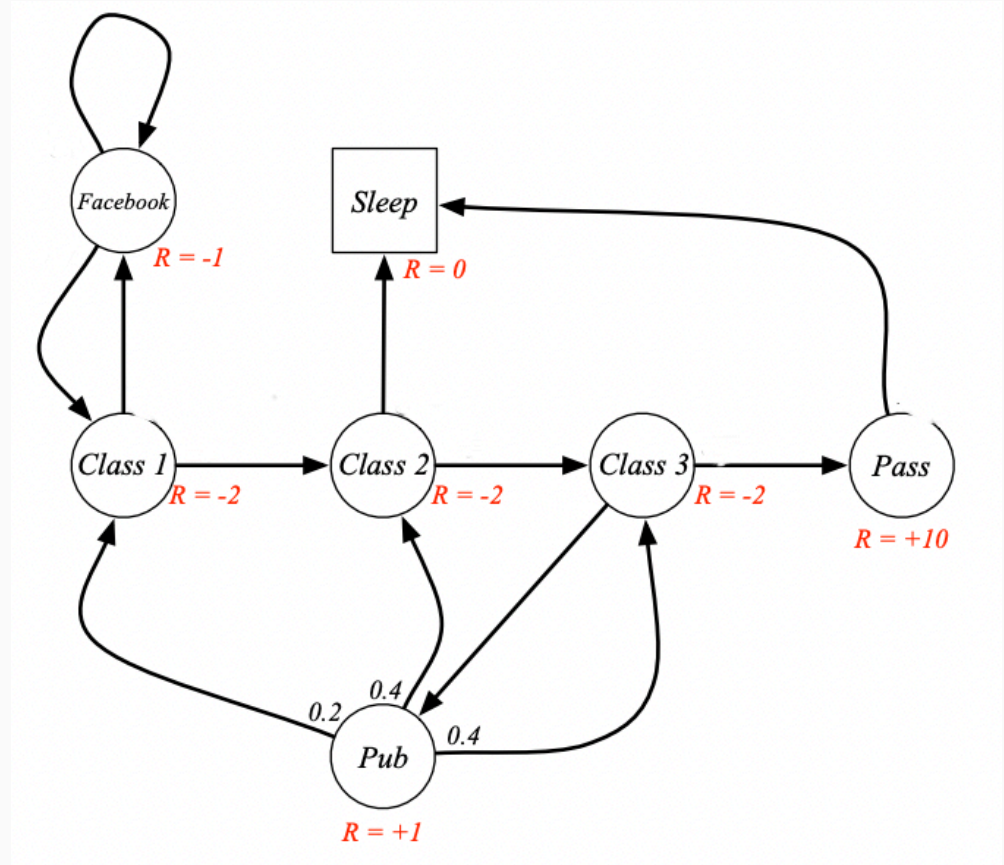 Facebook
R = -1
Sleep
R = 0
Class 1
R = -2
Class 2
R = -2
Class 3
R = -2
Pass
R = +10
0.2
0.4
0.4
Pub
R = +1